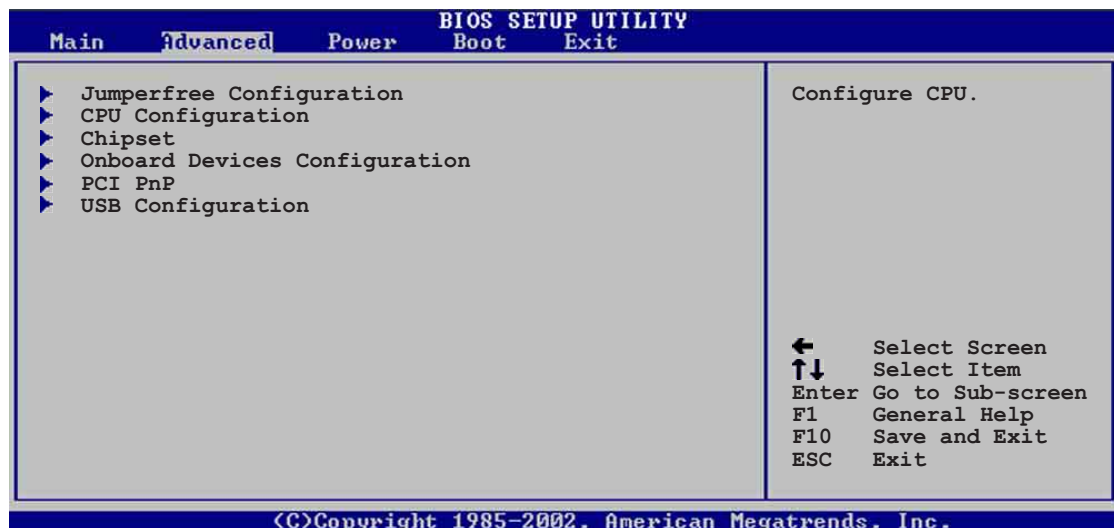 BIOS SETUP UTILITY
Main Advanced Power Boot Exit
Jumperfree Configuration
CPU Configuration
Chipset
Onboard Devices Configuration
PCI PnP
USB Configuration
Configure CPU.
← Select Screen
↑↓ Select Item
Enter Go to Sub-screen
F1 General Help
F10 Save and Exit
ESC Exit
(C)Copyright 1985-2002, American Megatrends, Inc.